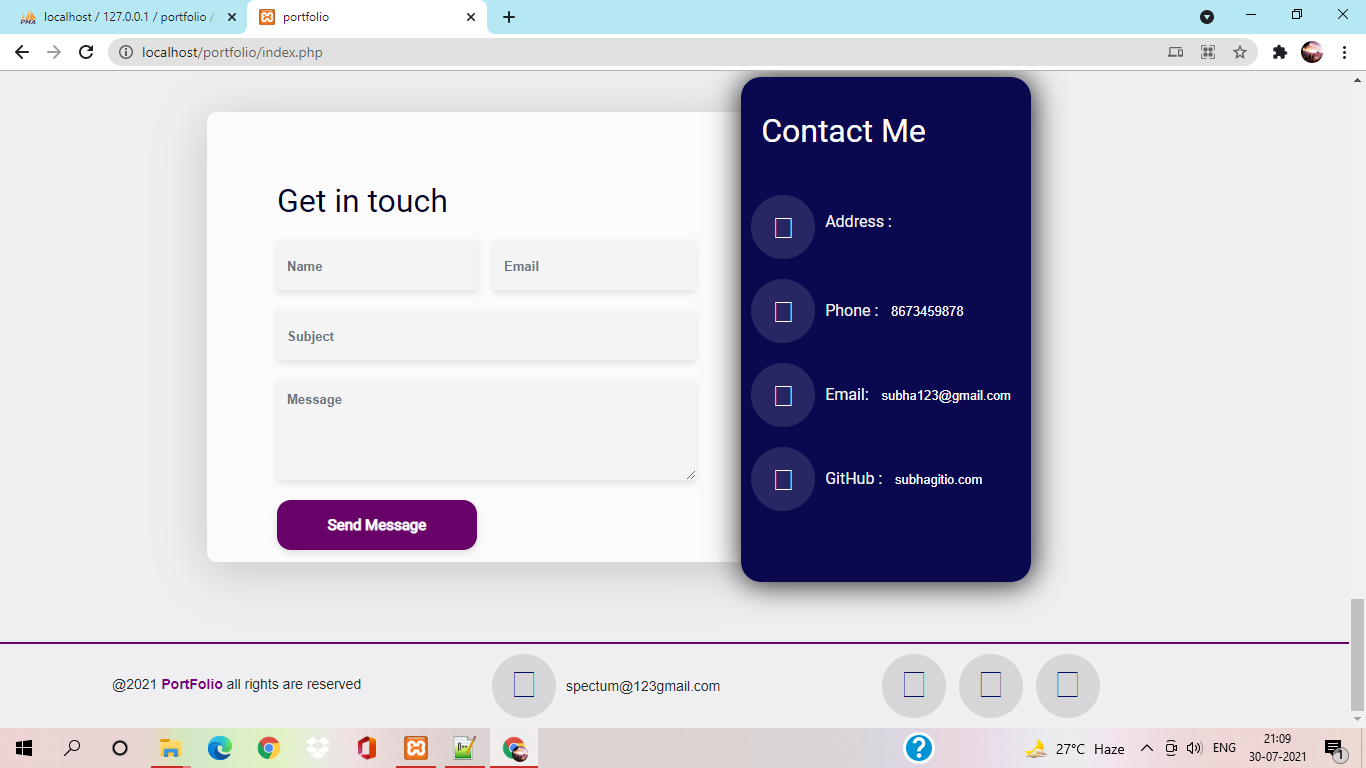 localhost / 127.0.0.1 / portfolio /
portfolio
localhost/portfolio/index.php
Contact Me
Get in touch
Address :
Name
Email
Phone : 8673459878
Subject
Email: subha123@gmail.com
Message
GitHub : subhagitio.com
Send Message
@2021 PortFolio all rights are reserved
spectum@123gmail.com
27°C Haze
ENG
21:09
30-07-2021
1